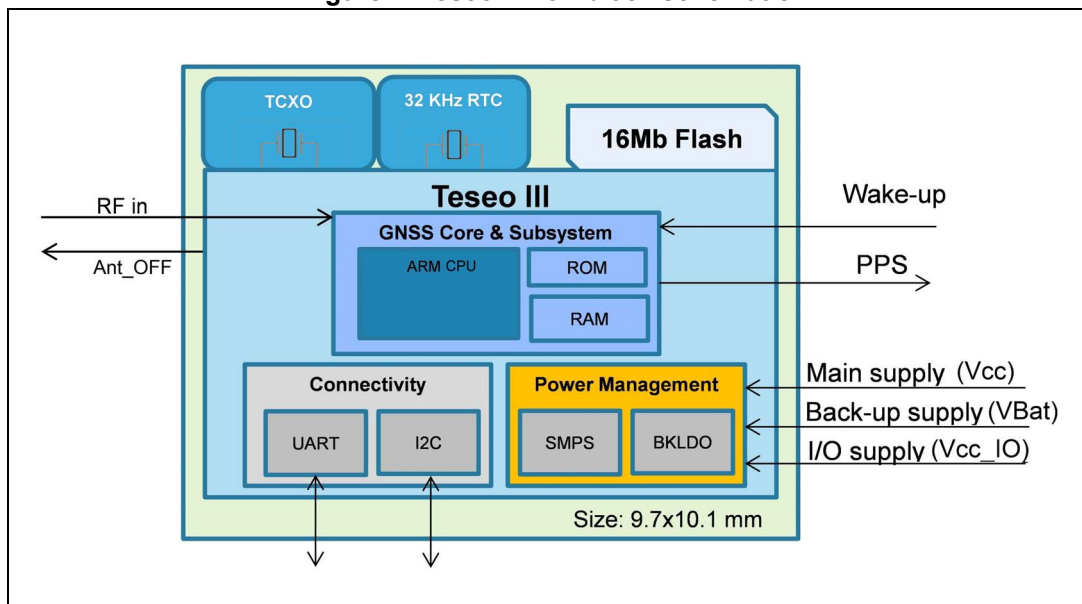 TCXO
32 KHz RTC
16Mb Flash
Teseo III
RF in
Ant_OFF
GNSS Core & Subsystem
ARM CPU
ROM
RAM
Wake-up
PPS
Connectivity
UART
I2C
Power Management
SMPS
BKLDO
Main supply (Vcc)
Back-up supply (VBat)
I/O supply (Vcc_IO)
Size: 9.7x10.1 mm